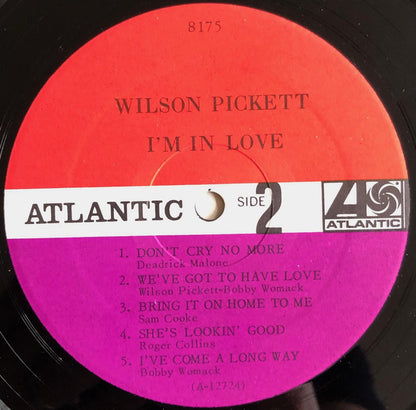 8175
WILSON PICKETT
I'M IN LOVE
ATLANTIC SIDE 2 ATLANTIC
1. DON'T CRY NO MORE
Deadrick Malone
2. WE'VE GOT TO HAVE LOVE
Wilson Pickett-Bobby Womack
3. BRING IT ON HOME TO ME
Sam Cooke
4. SHE'S LOOKIN' GOOD
Roger Collins
5. I'VE COME A LONG WAY
Bobby Womack
(A-12724)